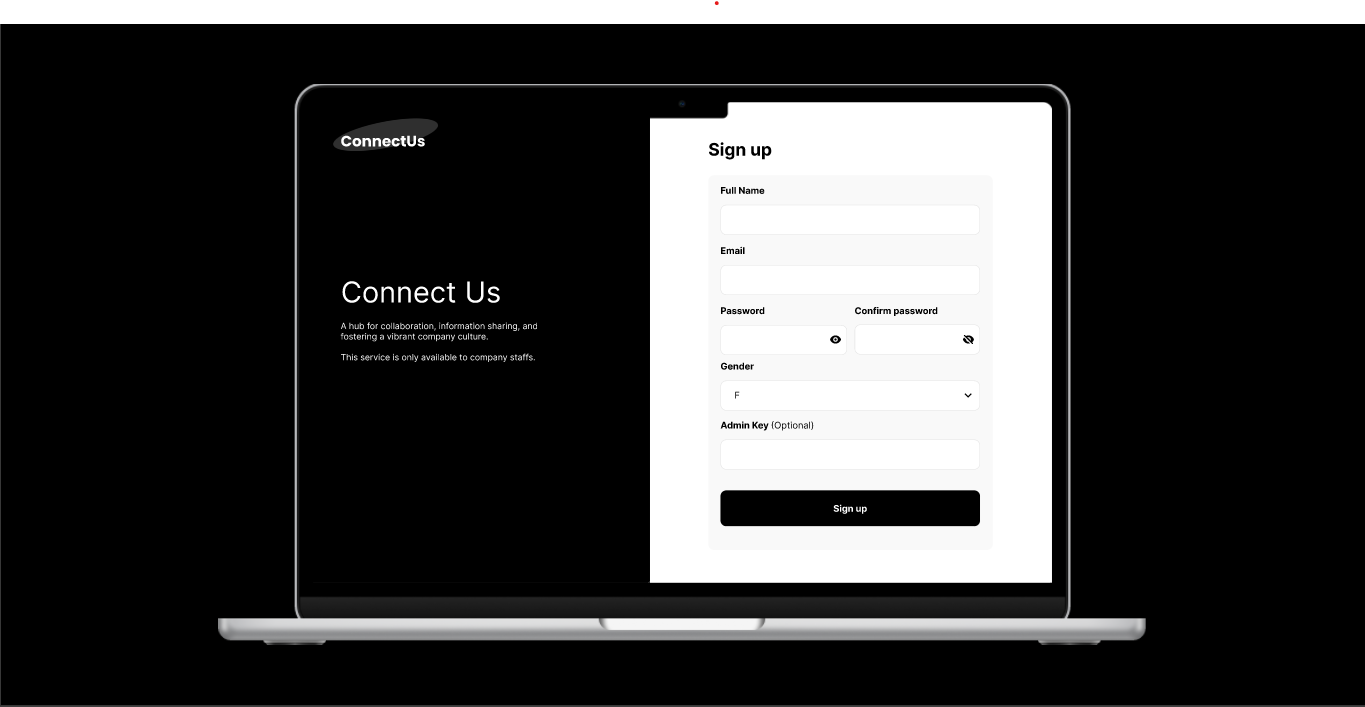 ConnectUs
Connect Us
A hub for collaboration, information sharing, and
fostering a vibrant company culture.
This service is only available to company staffs.
Sign up
Full Name
Email
Password
Confirm password
Gender
F
Admin Key (Optional)
Sign up